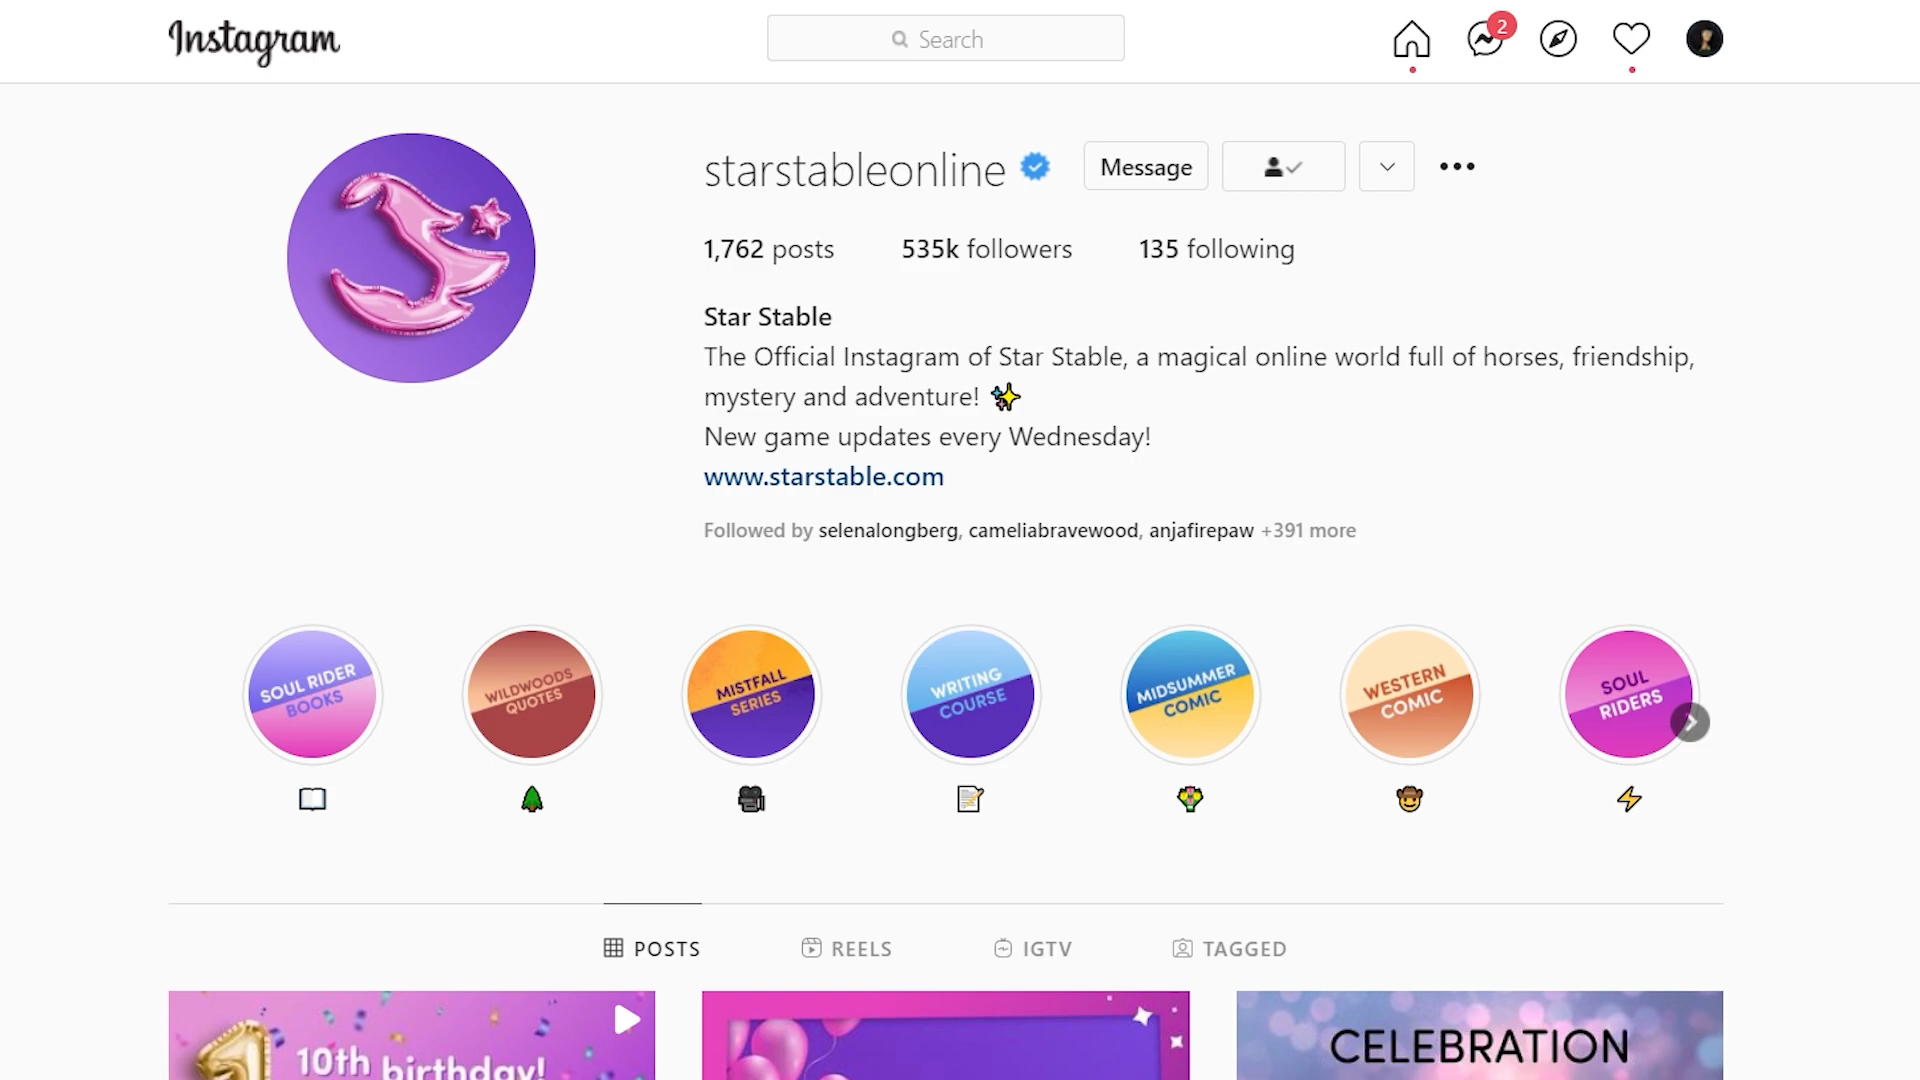 Instagram
Search
2
starstableonline
Message
1,762 posts
535k followers
135 following
Star Stable
The Official Instagram of Star Stable, a magical online world full of horses, friendship,
mystery and adventure! ✨
New game updates every Wednesday!
www.starstable.com
Followed by selenalongberg, cameliabravewood, anjafirepaw +391 more
SOUL RIDER
BOOKS
WILDWOODS
QUOTES
MISTFALL
SERIES
WRITING
COURSE
MIDSUMMER
COMIC
WESTERN
COMIC
SOUL
RIDERS
POSTS
REELS
IGTV
TAGGED
10th birthday!
CELEBRATION